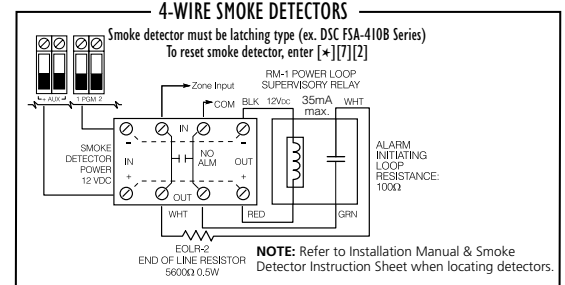 4-WIRE SMOKE DETECTORS
Smoke detector must be latching type (ex. DSC FSA-410B Series)
To reset smoke detector, enter [*][7][2]
RM-1 POWER LOOP
SUPERVISORY RELAY
Zone Input
COM
BLK 12VDC 35mA WHT
max.
- AUX + 1 PGM 2
IN
SMOKE
DETECTOR
POWER
12 VDC
IN
NO
ALM
OUT
- -
+ +
OUT
ALARM
INITIATING
LOOP
RESISTANCE:
100Ω
WHT RED GRN
EOLR-2
END OF LINE RESISTOR
5600Ω 0.5W
NOTE: Refer to Installation Manual & Smoke
Detector Instruction Sheet when locating detectors.